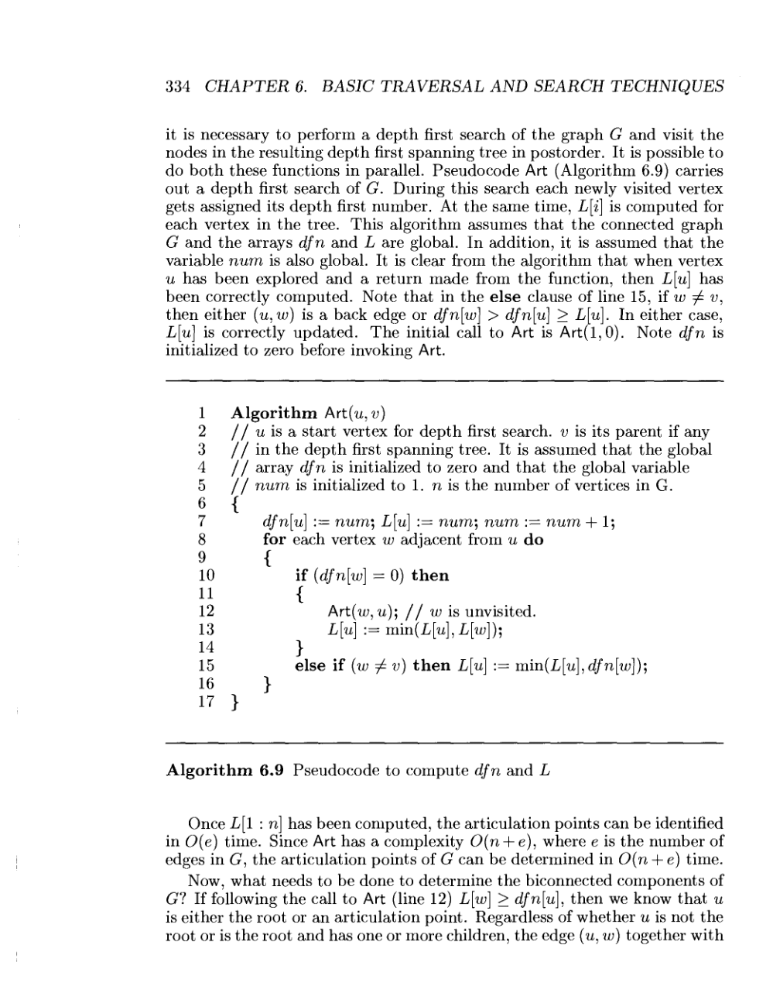 334 CHAPTER 6. BASIC TRAVERSAL AND SEARCH TECHNIQUES
it is necessary to perform a depth first search of the graph G and visit the
nodes in the resulting depth first spanning tree in postorder. It is possible to
do both these functions in parallel. Pseudocode Art (Algorithm 6.9) carries
out a depth first search of G. During this search each newly visited vertex
gets assigned its depth first number. At the same time, L[i] is computed for
each vertex in the tree. This algorithm assumes that the connected graph
G and the arrays dfn and L are global. In addition, it is assumed that the
variable num is also global. It is clear from the algorithm that when vertex
u has been explored and a return made from the function, then L[u] has
been correctly computed. Note that in the else clause of line 15, if w ≠ v,
then either (u, w) is a back edge or dfn[w] > dfn[u] ≥ L[u]. In either case,
L[u] is correctly updated. The initial call to Art is Art(1, 0). Note dfn is
initialized to zero before invoking Art.
1 Algorithm Art(u, v)
2 // u is a start vertex for depth first search. v is its parent if any
3 // in the depth first spanning tree. It is assumed that the global
4 // array dfn is initialized to zero and that the global variable
5 // num is initialized to 1. n is the number of vertices in G.
6 {
7 dfn[u] := num; L[u] := num; num := num + 1;
8 for each vertex w adjacent from u do
9 {
10 if (dfn[w] = 0) then
11 {
12 Art(w, u); // w is unvisited.
13 L[u] := min(L[u], L[w]);
14 }
15 else if (w ≠ v) then L[u] := min(L[u], dfn[w]);
16 }
17 }
Algorithm 6.9 Pseudocode to compute dfn and L
Once L[1 : n] has been computed, the articulation points can be identified
in O(e) time. Since Art has a complexity O(n + e), where e is the number of
edges in G, the articulation points of G can be determined in O(n + e) time.
Now, what needs to be done to determine the biconnected components of
G? If following the call to Art (line 12) L[w] ≥ dfn[u], then we know that u
is either the root or an articulation point. Regardless of whether u is not the
root or is the root and has one or more children, the edge (u, w) together with